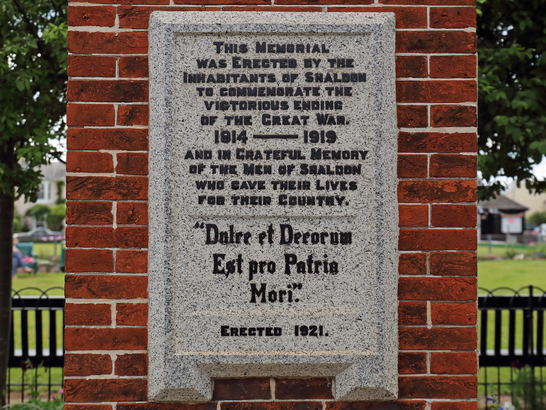 THIS MEMORIAL
WAS ERECTED BY THE
INHABITANTS OF SHALDON
TO COMMEMORATE THE
VICTORIOUS ENDING
OF THE GREAT WAR.
1914 — 1919
AND IN GRATEFUL MEMORY
OF THE MEN OF SHALDON
WHO GAVE THEIR LIVES
FOR THEIR COUNTRY.
"Dulce et Decorum
Est pro Patria
Mori."
ERECTED 1921.